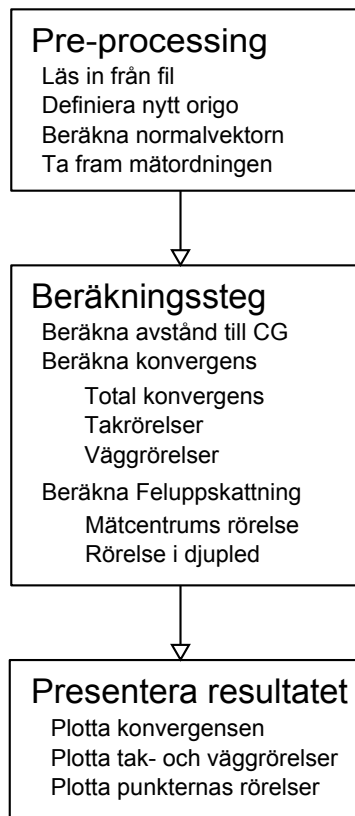 Pre-processing
Läs in från fil
Definiera nytt origo
Beräkna normalvektorn
Ta fram mätordningen
Beräkningssteg
Beräkna avstånd till CG
Beräkna konvergens
Total konvergens
Takrörelser
Väggrörelser
Beräkna Feluppskattning
Mätcentrums rörelse
Rörelse i djupled
Presentera resultatet
Plotta konvergensen
Plotta tak- och väggrörelser
Plotta punkternas rörelser